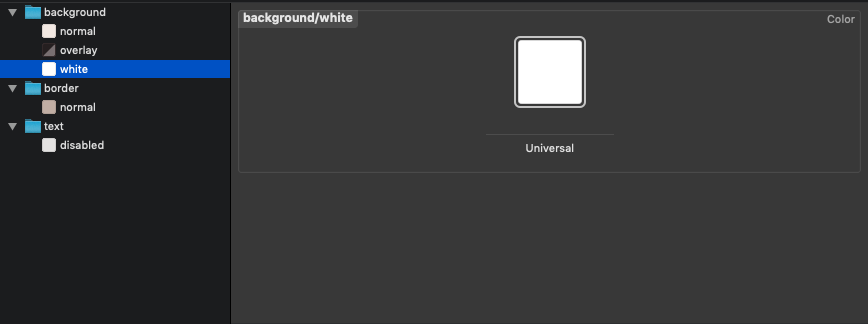 background
normal
overlay
white
border
normal
text
disabled
background/white
Color
Universal